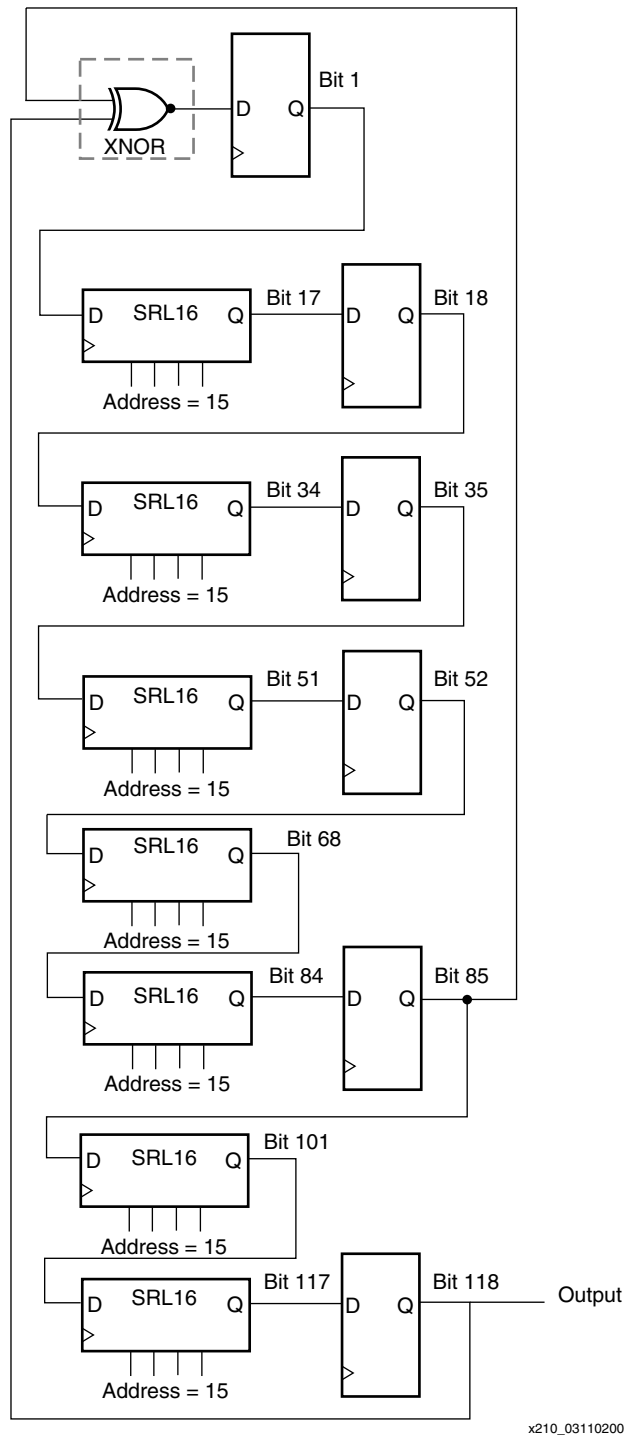 Bit 1
D Q
XNOR
D SRL16 Q Bit 17 D Q Bit 18
Address = 15
D SRL16 Q Bit 34 D Q Bit 35
Address = 15
D SRL16 Q Bit 51 D Q Bit 52
Address = 15
D SRL16 Q Bit 68
Address = 15
D SRL16 Q Bit 84 D Q Bit 85
Address = 15
D SRL16 Q Bit 101
Address = 15
D SRL16 Q Bit 117 D Q Bit 118 Output
Address = 15
x210_03110200